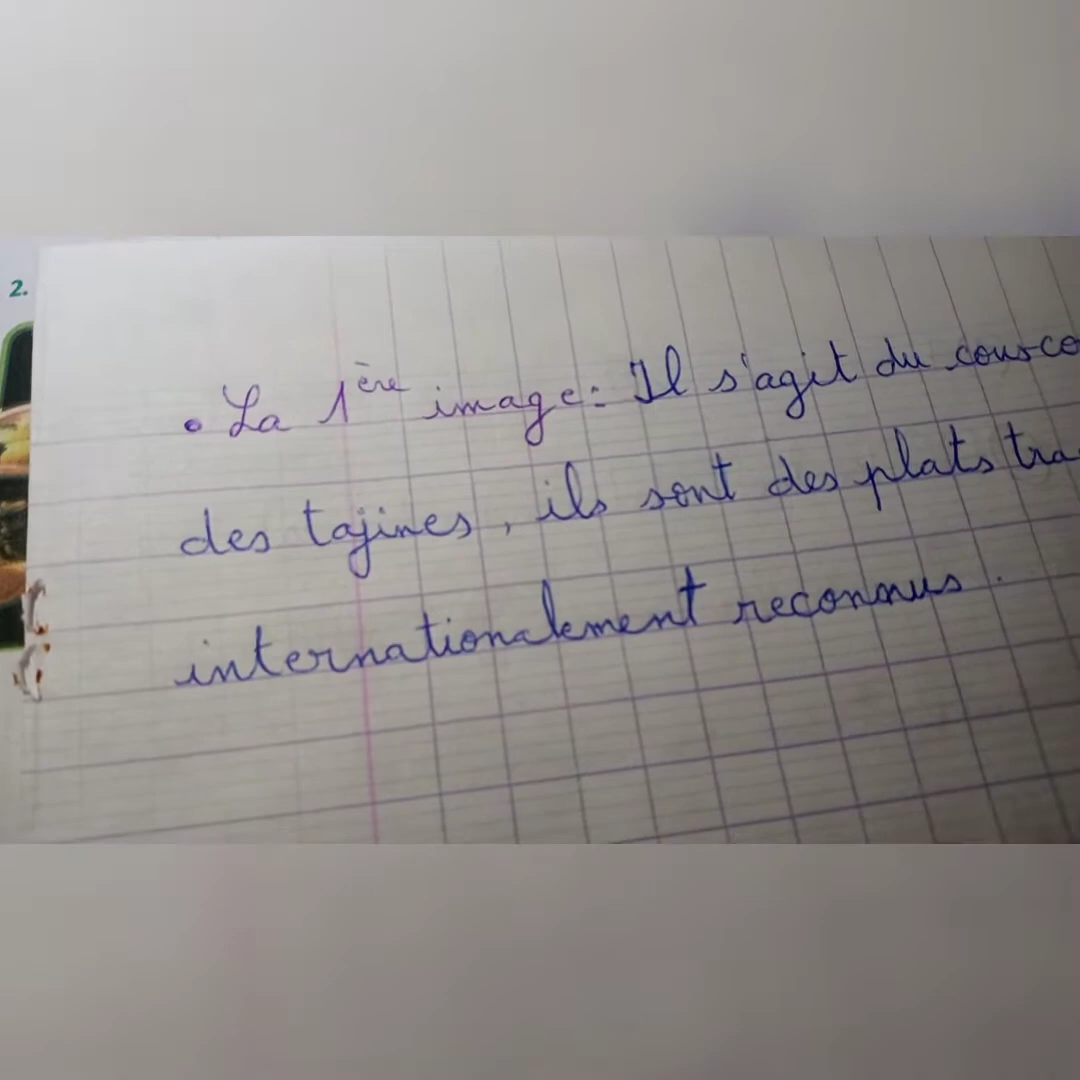 2.
• La 1ère image: Il s'agit du cousco
des tajines, ils sont des plats tra
internationalement reconnus.